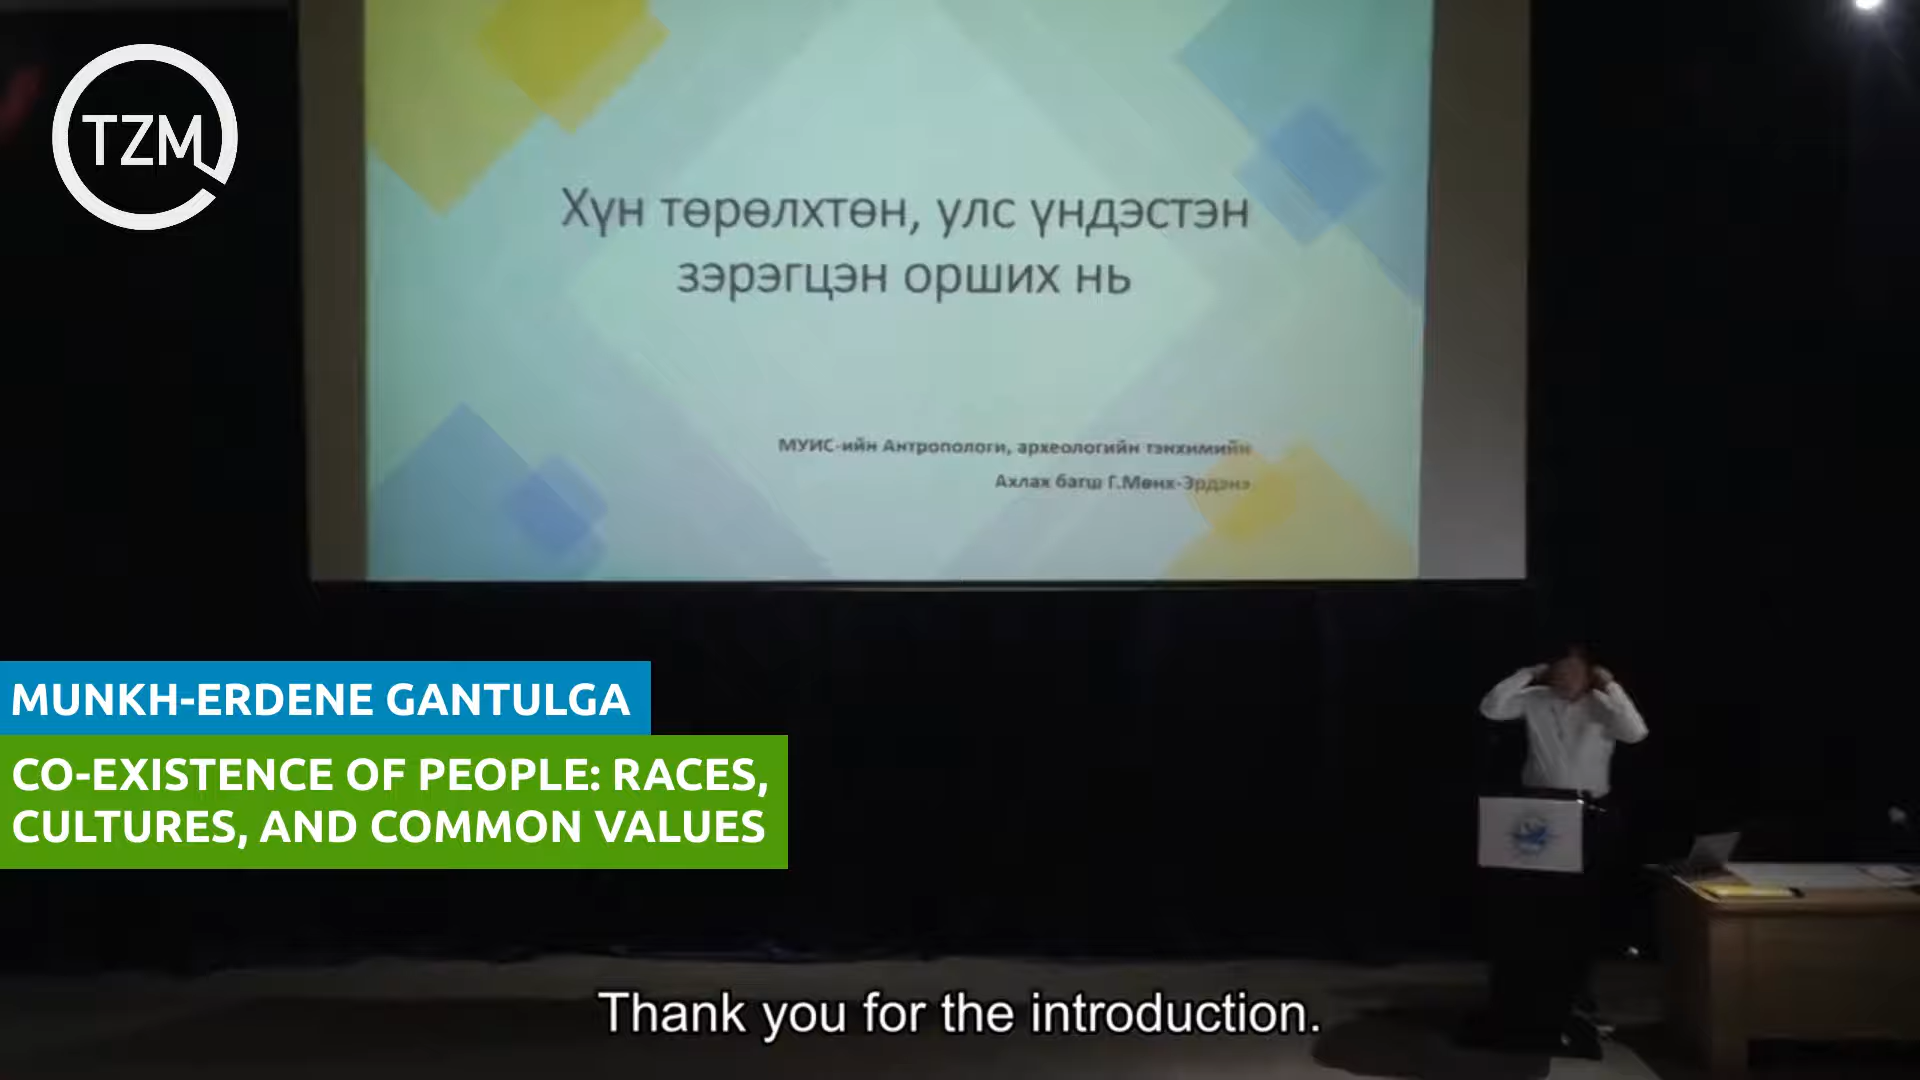 TZM
Хүн төрөлхтөн, улс үндэстэн
зэрэгцэн орших нь
МУИС-ийн Антропологи, археологийн тэнхимийн
Ахлах багш Г.Мөнх-Эрдэнэ
MUNKH-ERDENE GANTULGA
CO-EXISTENCE OF PEOPLE: RACES,
CULTURES, AND COMMON VALUES
Thank you for the introduction.